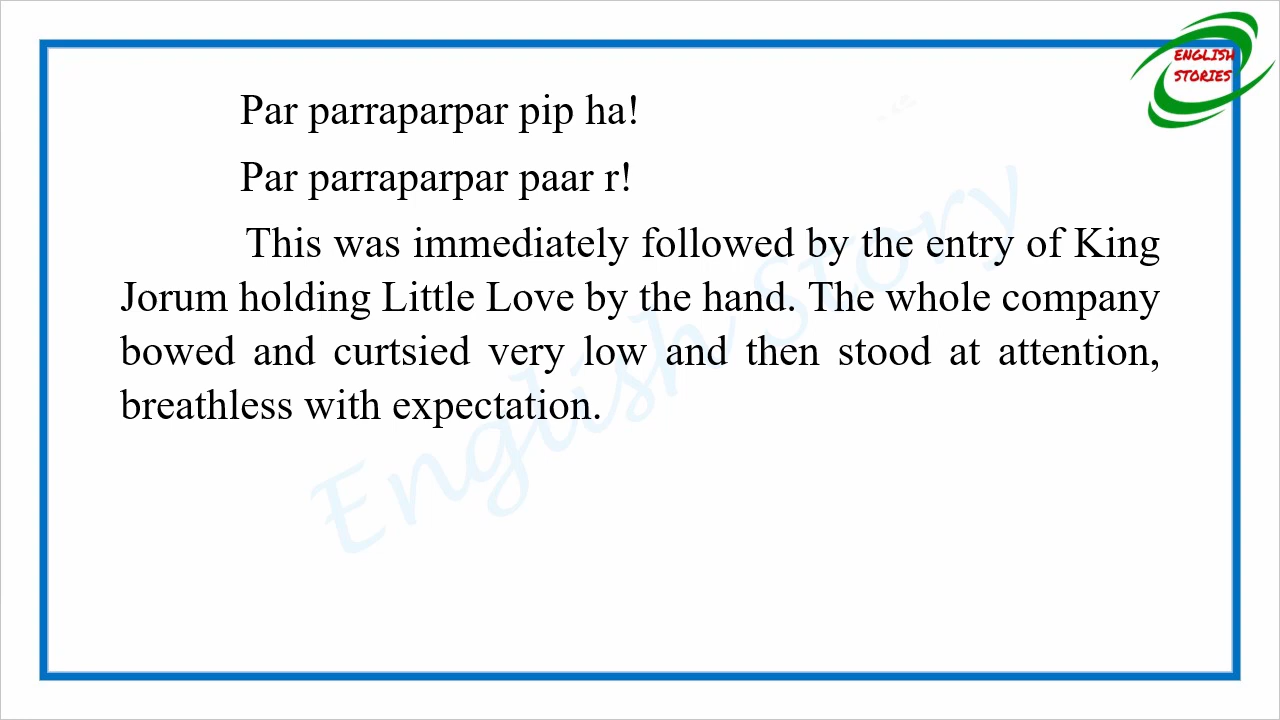 ENGLISH
STORIES
Par parraparpar pip ha!
Par parraparpar paar r!
This was immediately followed by the entry of King
Jorum holding Little Love by the hand. The whole company
bowed and curtsied very low and then stood at attention,
breathless with expectation.
English Story